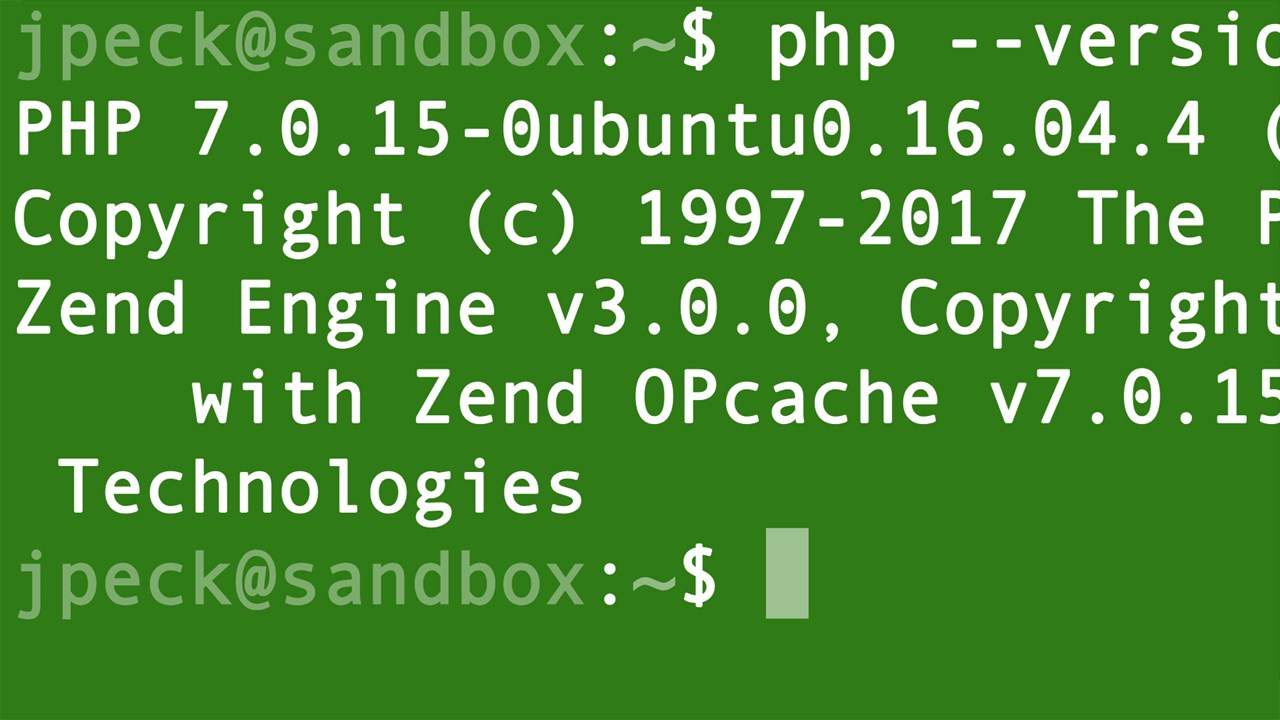 jpeck@sandbox:~$ php --versio
PHP 7.0.15-0ubuntu0.16.04.4 (
Copyright (c) 1997-2017 The P
Zend Engine v3.0.0, Copyright
with Zend OPcache v7.0.15
Technologies
jpeck@sandbox:~$